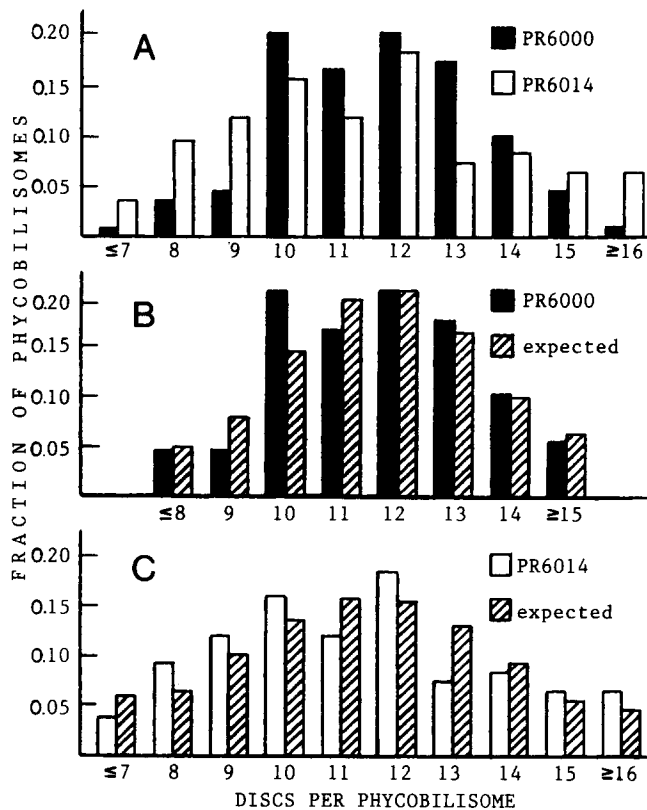 FRACTION OF PHYCOBILISOMES
A
0.20
0.15
0.10
0.05
PR6000
PR6014
≤7 8 9 10 11 12 13 14 15 ≥16
B
0.20
0.15
0.10
0.05
PR6000
expected
≤8 9 10 11 12 13 14 ≥15
C
0.20
0.15
0.10
0.05
PR6014
expected
≤7 8 9 10 11 12 13 14 15 ≥16
DISCS PER PHYCOBILISOME